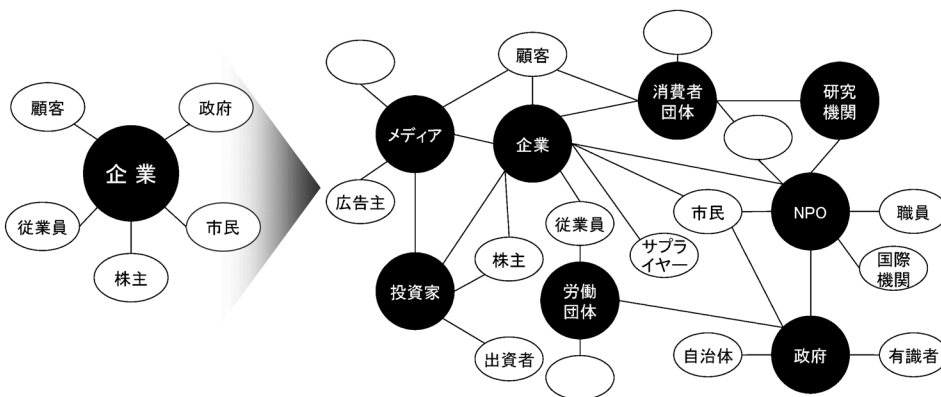 顧客
政府
企業
従業員
市民
株主
顧客
メディア
企業
消費者
団体
研究
機関
広告主
従業員
市民
NPO
職員
株主
サプラ
イヤー
国際
機関
投資家
労働
団体
出資者
自治体
政府
有識者